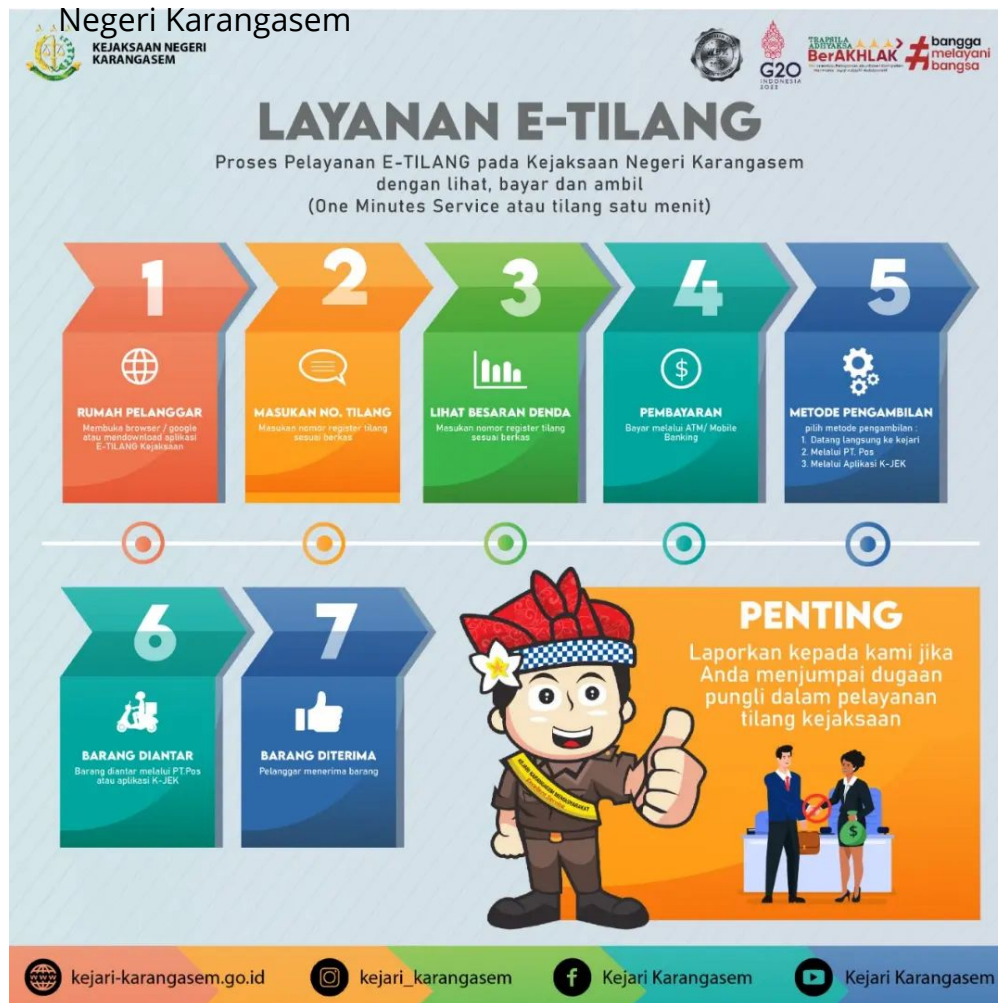 Negeri Karangasem
KEJAKSAAN NEGERI
KARANGASEM
G20
INDONESIA
2022
BerAKHLAK
#bangga
melayani
bangsa
LAYANAN E-TILANG
Proses Pelayanan E-TILANG pada Kejaksaan Negeri Karangasem
dengan lihat, bayar dan ambil
(One Minutes Service atau tilang satu menit)
1
RUMAH PELANGGAR
Membuka browser / google
atau mendownload aplikasi
E-TILANG Kejaksaan
2
MASUKAN NO. TILANG
Masukan nomor register tilang
sesuai berkas
3
LIHAT BESARAN DENDA
Masukan nomor register tilang
sesuai berkas
4
PEMBAYARAN
Bayar melalui ATM/ Mobile
Banking
5
METODE PENGAMBILAN
pilih metode pengambilan :
1. Datang langsung ke kejari
2. Melalui PT. Pos
3. Melalui Aplikasi K-JEK
6
BARANG DIANTAR
Barang diantar melalui PT.Pos
atau aplikasi K-JEK
7
BARANG DITERIMA
Pelanggar menerima barang
PENTING
Laporkan kepada kami jika
Anda menjumpai dugaan
pungli dalam pelayanan
tilang kejaksaan
kejari-karangasem.go.id
kejari_karangasem
Kejari Karangasem
Kejari Karangasem